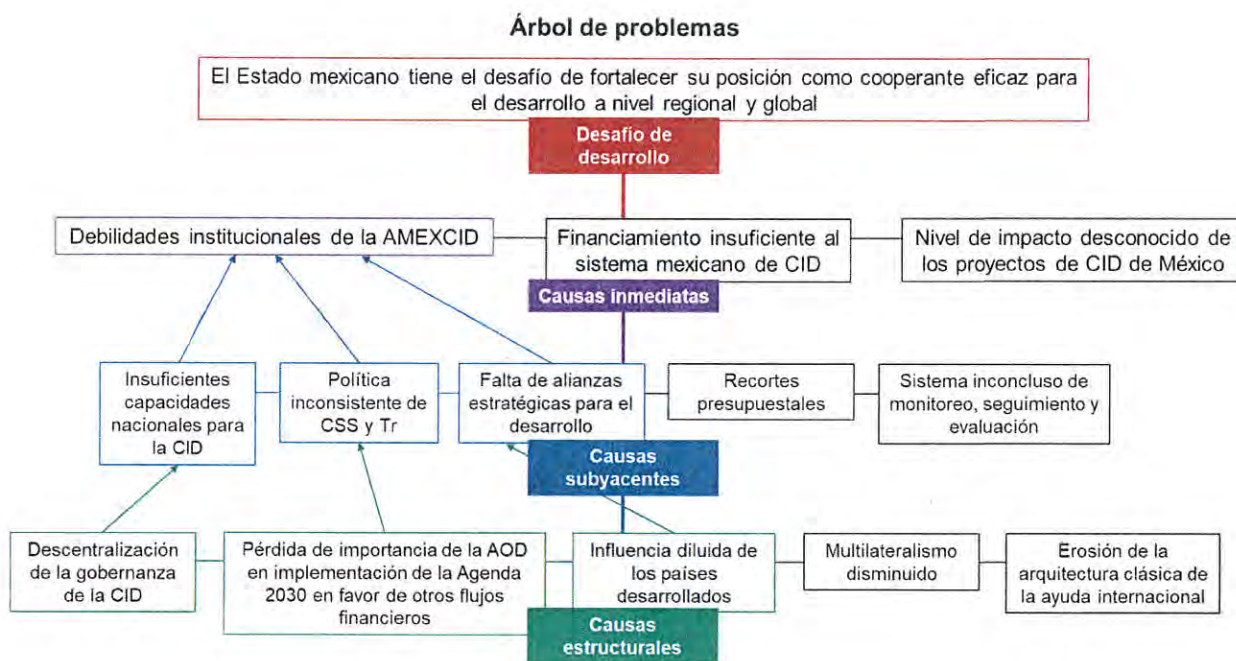 Árbol de problemas
El Estado mexicano tiene el desafío de fortalecer su posición como cooperante eficaz para
el desarrollo a nivel regional y global
Desafío de
desarrollo
Debilidades institucionales de la AMEXCID
Financiamiento insuficiente al
sistema mexicano de CID
Nivel de impacto desconocido de
los proyectos de CID de México
Causas inmediatas
Insuficientes
capacidades
nacionales para
la CID
Política
inconsistente de
CSS y Tr
Falta de alianzas
estratégicas para el
desarrollo
Recortes
presupuestales
Sistema inconcluso de
monitoreo, seguimiento y
evaluación
Causas
subyacentes
Descentralización
de la gobernanza
de la CID
Pérdida de importancia de la AOD
en implementación de la Agenda
2030 en favor de otros flujos
financieros
Influencia diluida de
los países
desarrollados
Multilateralismo
disminuido
Erosión de la
arquitectura clásica de
la ayuda internacional
Causas
estructurales